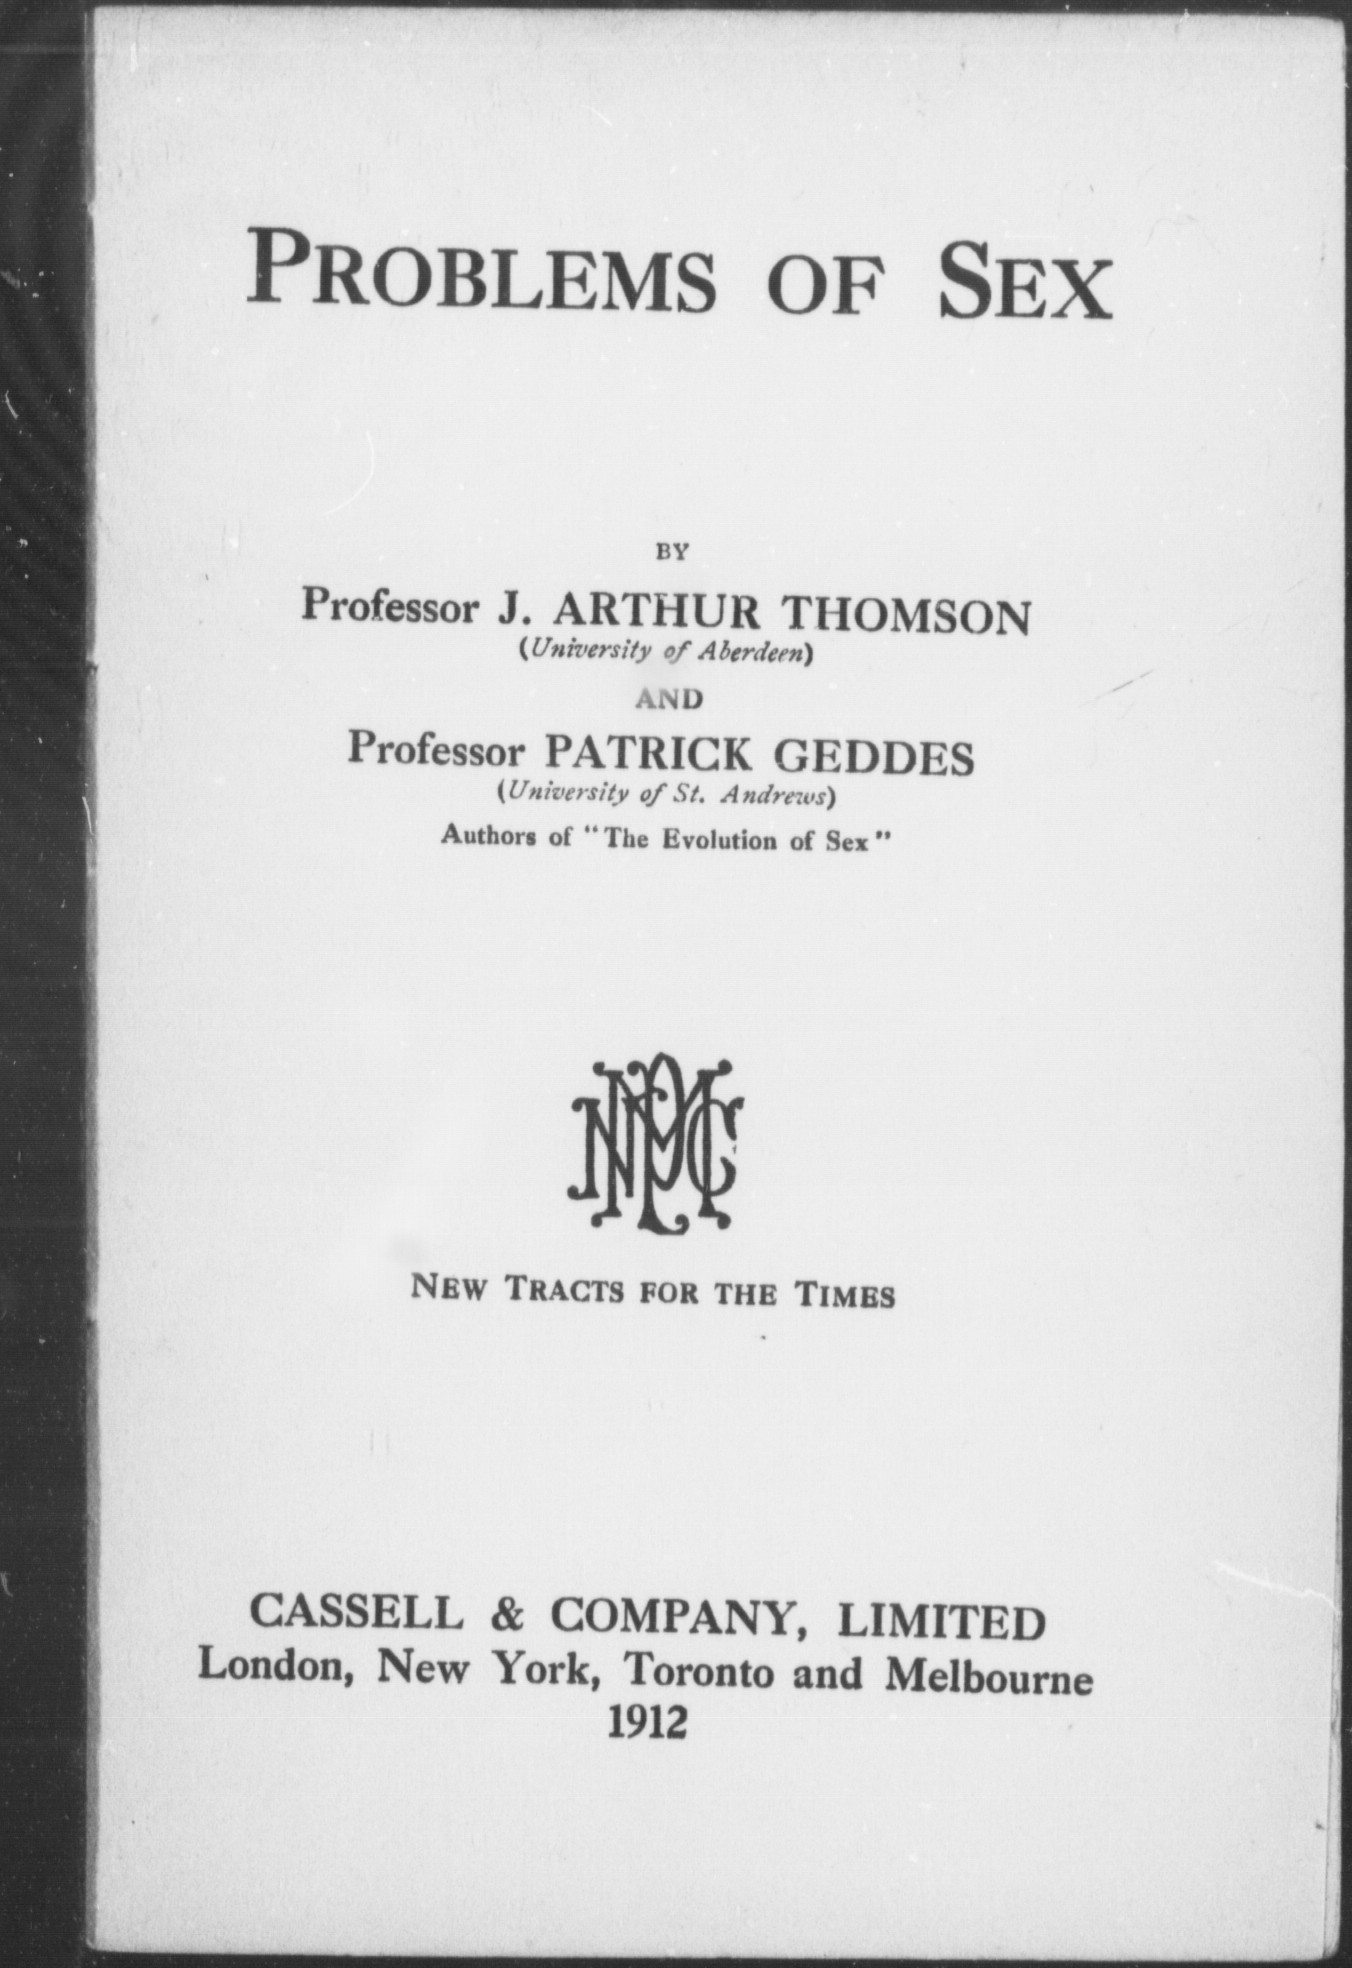 PROBLEMS OF SEX
BY
Professor J. ARTHUR THOMSON
(University of Aberdeen)
AND
Professor PATRICK GEDDES
(University of St. Andrews)
Authors of "The Evolution of Sex"
NEW TRACTS FOR THE TIMES
CASSELL & COMPANY, LIMITED
London, New York, Toronto and Melbourne
1912